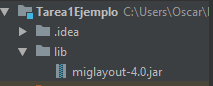 Tarea1Ejemplo C:\Users\Oscar\
.idea
lib
miglayout-4.0.jar